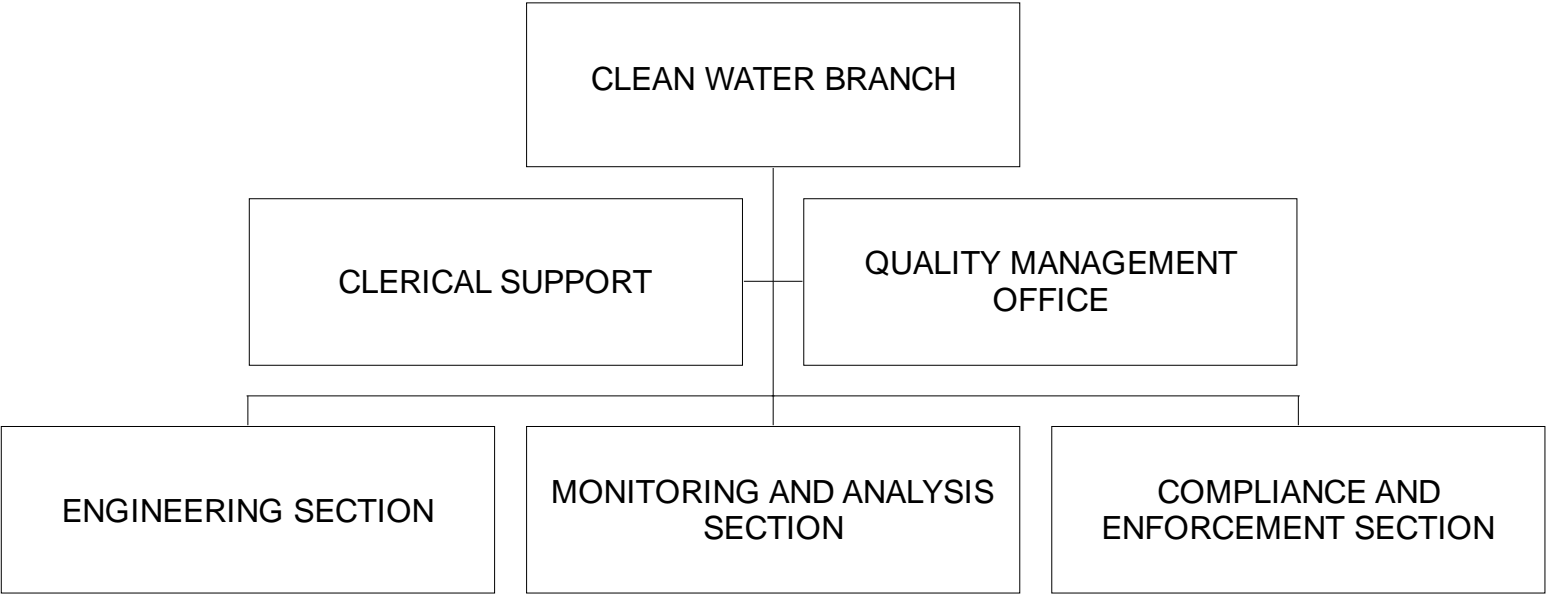 CLEAN WATER BRANCH
CLERICAL SUPPORT
QUALITY MANAGEMENT
OFFICE
ENGINEERING SECTION
MONITORING AND ANALYSIS
SECTION
COMPLIANCE AND
ENFORCEMENT SECTION